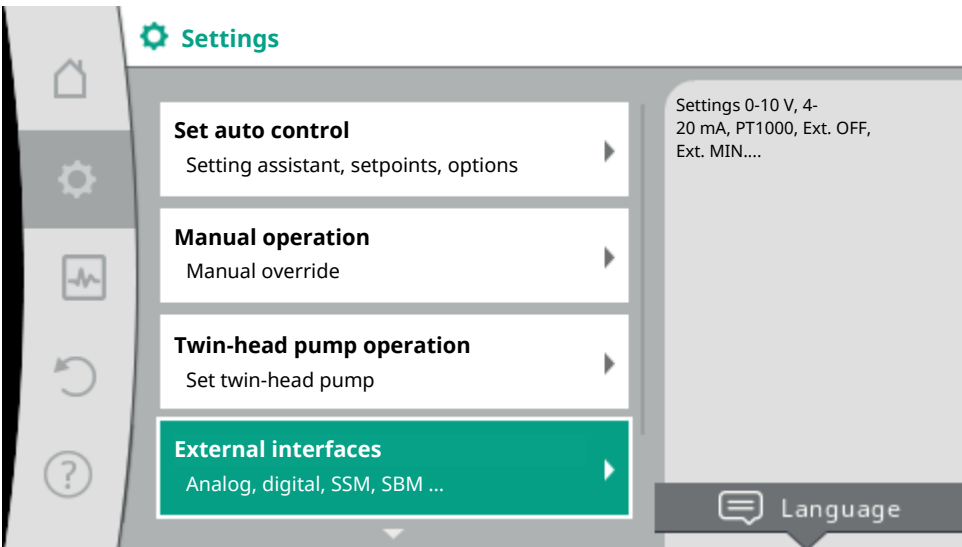 Settings
Set auto control
Setting assistant, setpoints, options
Manual operation
Manual override
Twin-head pump operation
Set twin-head pump
External interfaces
Analog, digital, SSM, SBM ...
Settings 0-10 V, 4-
20 mA, PT1000, Ext. OFF,
Ext. MIN....
?
Language